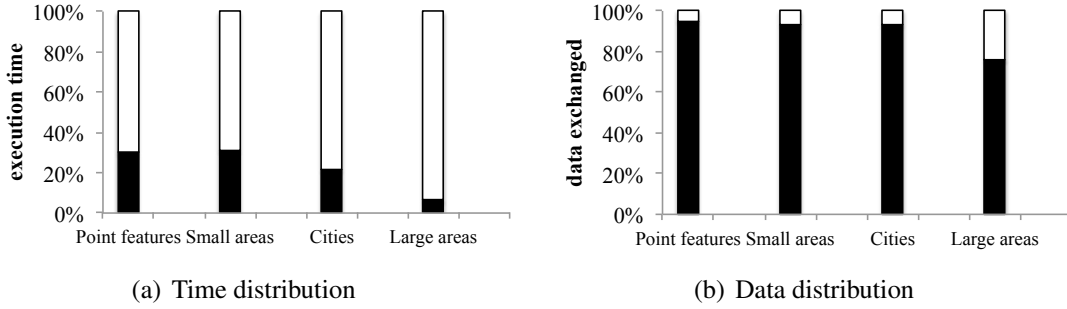 100%
80%
60%
40%
20%
0%
execution time
Point features Small areas Cities Large areas
(a) Time distribution
100%
80%
60%
40%
20%
0%
data exchanged
Point features Small areas Cities Large areas
(b) Data distribution